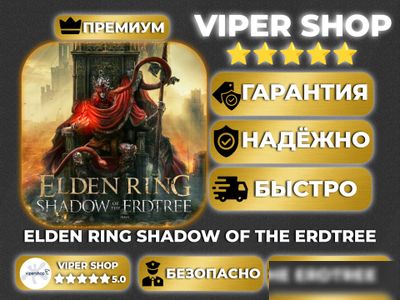 ПРЕМИУМ
VIPER SHOP
ГАРАНТИЯ
НАДЁЖНО
БЫСТРО
ELDEN RING
SHADOW OF THE ERDTREE
ELDEN RING SHADOW OF THE ERDTREE
vipershop
VIPER SHOP
5.0
БЕЗОПАСНО